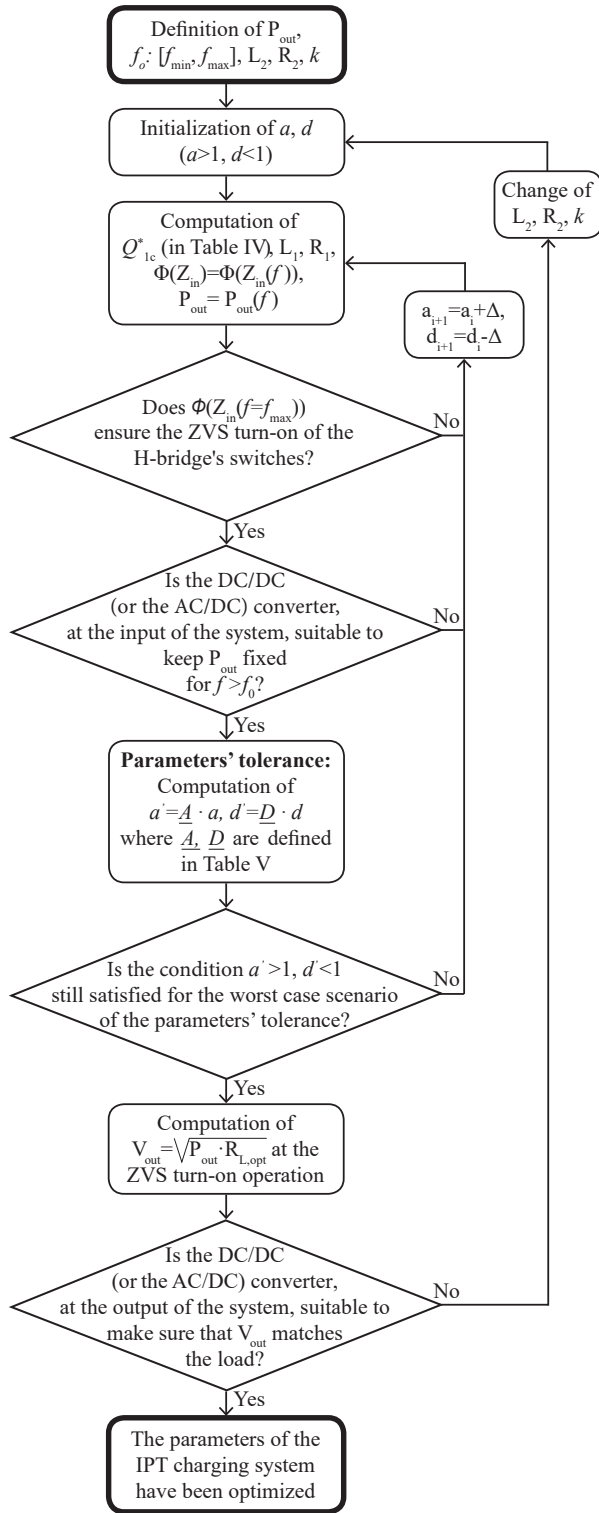 Definition of P_out,
f_o: [f_min, f_max], L_2, R_2, k
Initialization of a, d
(a>1, d<1)
Change of
L_2, R_2, k
Computation of
Q*_1c (in Table IV), L_1, R_1,
Φ(Z_in)=Φ(Z_in(f)),
P_out= P_out(f)
a_i+1=a_i+Δ,
d_i+1=d_i-Δ
Does Φ(Z_in(f=f_max))
ensure the ZVS turn-on of the
H-bridge's switches?
No
Yes
Is the DC/DC
(or the AC/DC) converter,
at the input of the system, suitable to
keep P_out fixed
for f >f_0?
No
Yes
Parameters' tolerance:
Computation of
a'=A · a, d'=D · d
where A, D are defined
in Table V
Is the condition a' >1, d'<1
still satisfied for the worst case scenario
of the parameters' tolerance?
No
Yes
Computation of
V_out=√P_out·R_L,opt at the
ZVS turn-on operation
Is the DC/DC
(or the AC/DC) converter,
at the output of the system, suitable to
make sure that V_out matches
the load?
No
Yes
The parameters of the
IPT charging system
have been optimized